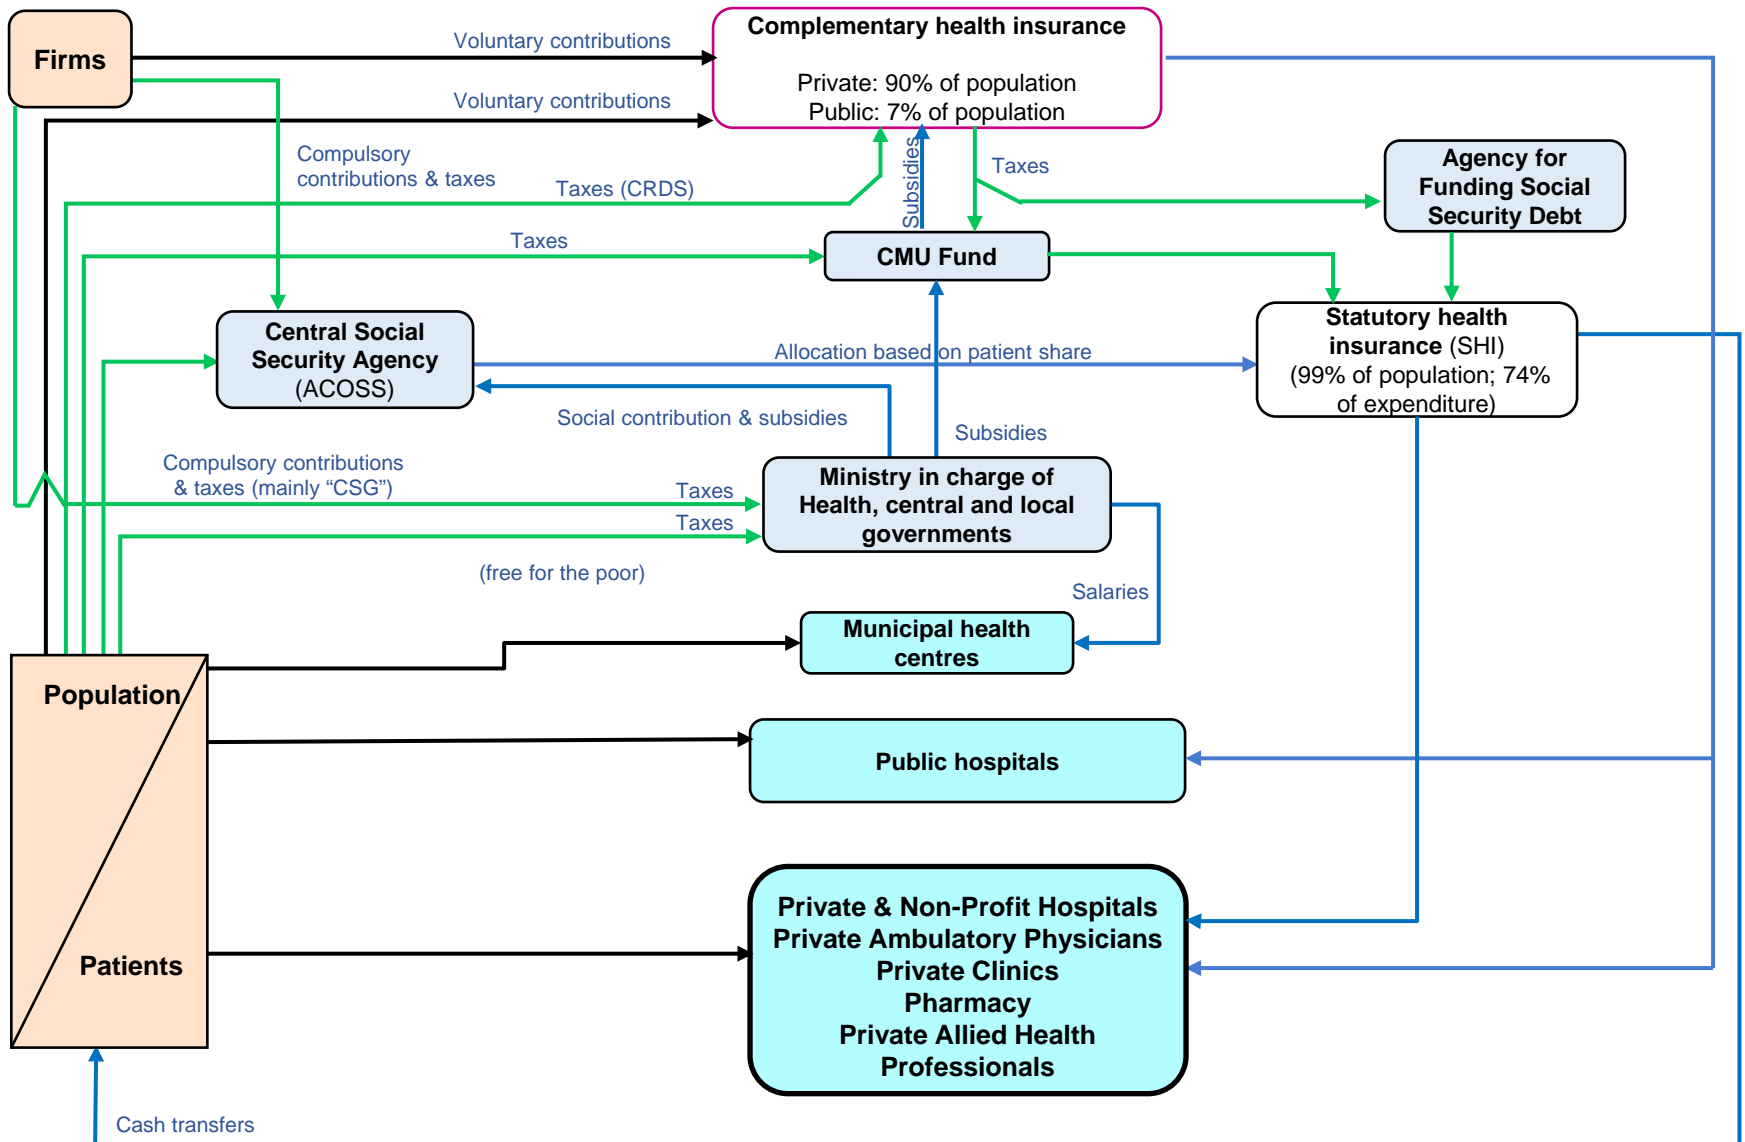 Firms
Voluntary contributions
Complementary health insurance
Private: 90% of population
Public: 7% of population
Voluntary contributions
Compulsory
contributions & taxes
Taxes (CRDS)
Subsidies
Taxes
Agency for
Funding Social
Security Debt
Taxes
CMU Fund
Central Social
Security Agency
(ACOSS)
Allocation based on patient share
Statutory health
insurance (SHI)
(99% of population; 74%
of expenditure)
Social contribution & subsidies
Subsidies
Compulsory contributions
& taxes (mainly “CSG”)
Taxes
Taxes
Ministry in charge of
Health, central and local
governments
(free for the poor)
Salaries
Municipal health
centres
Population
Public hospitals
Patients
Private & Non-Profit Hospitals
Private Ambulatory Physicians
Private Clinics
Pharmacy
Private Allied Health
Professionals
Cash transfers